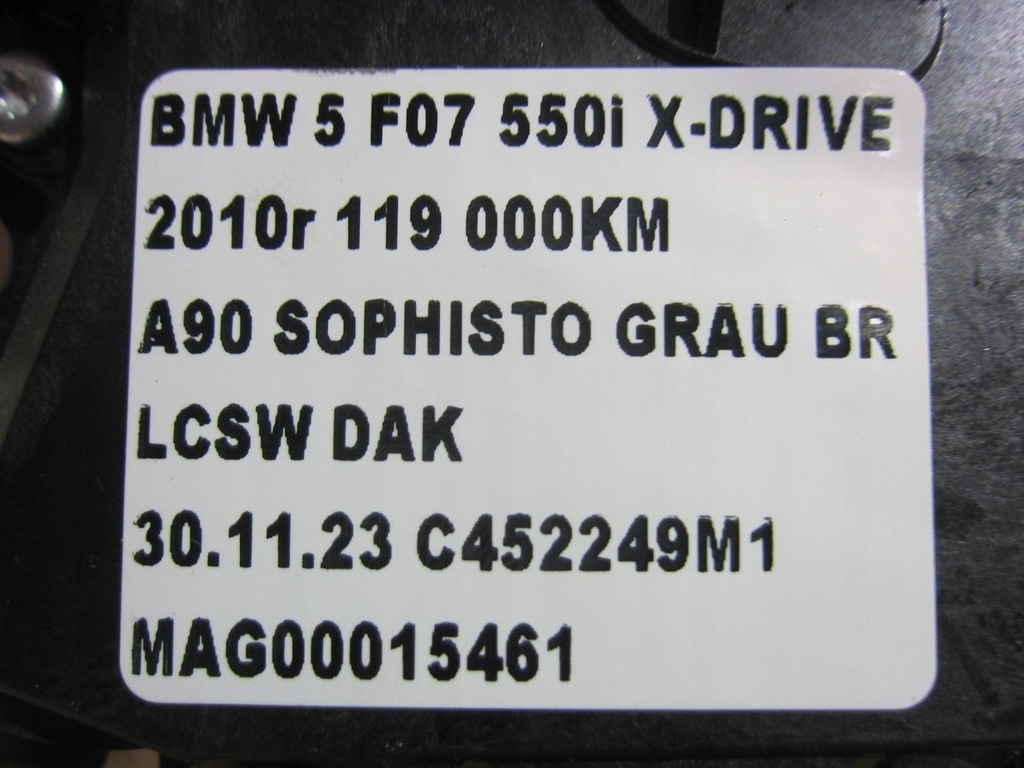 BMW 5 F07 550i X-DRIVE
2010r 119 000KM
A90 SOPHISTO GRAU BR
LCSW DAK
30.11.23 C452249M1
MAG00015461